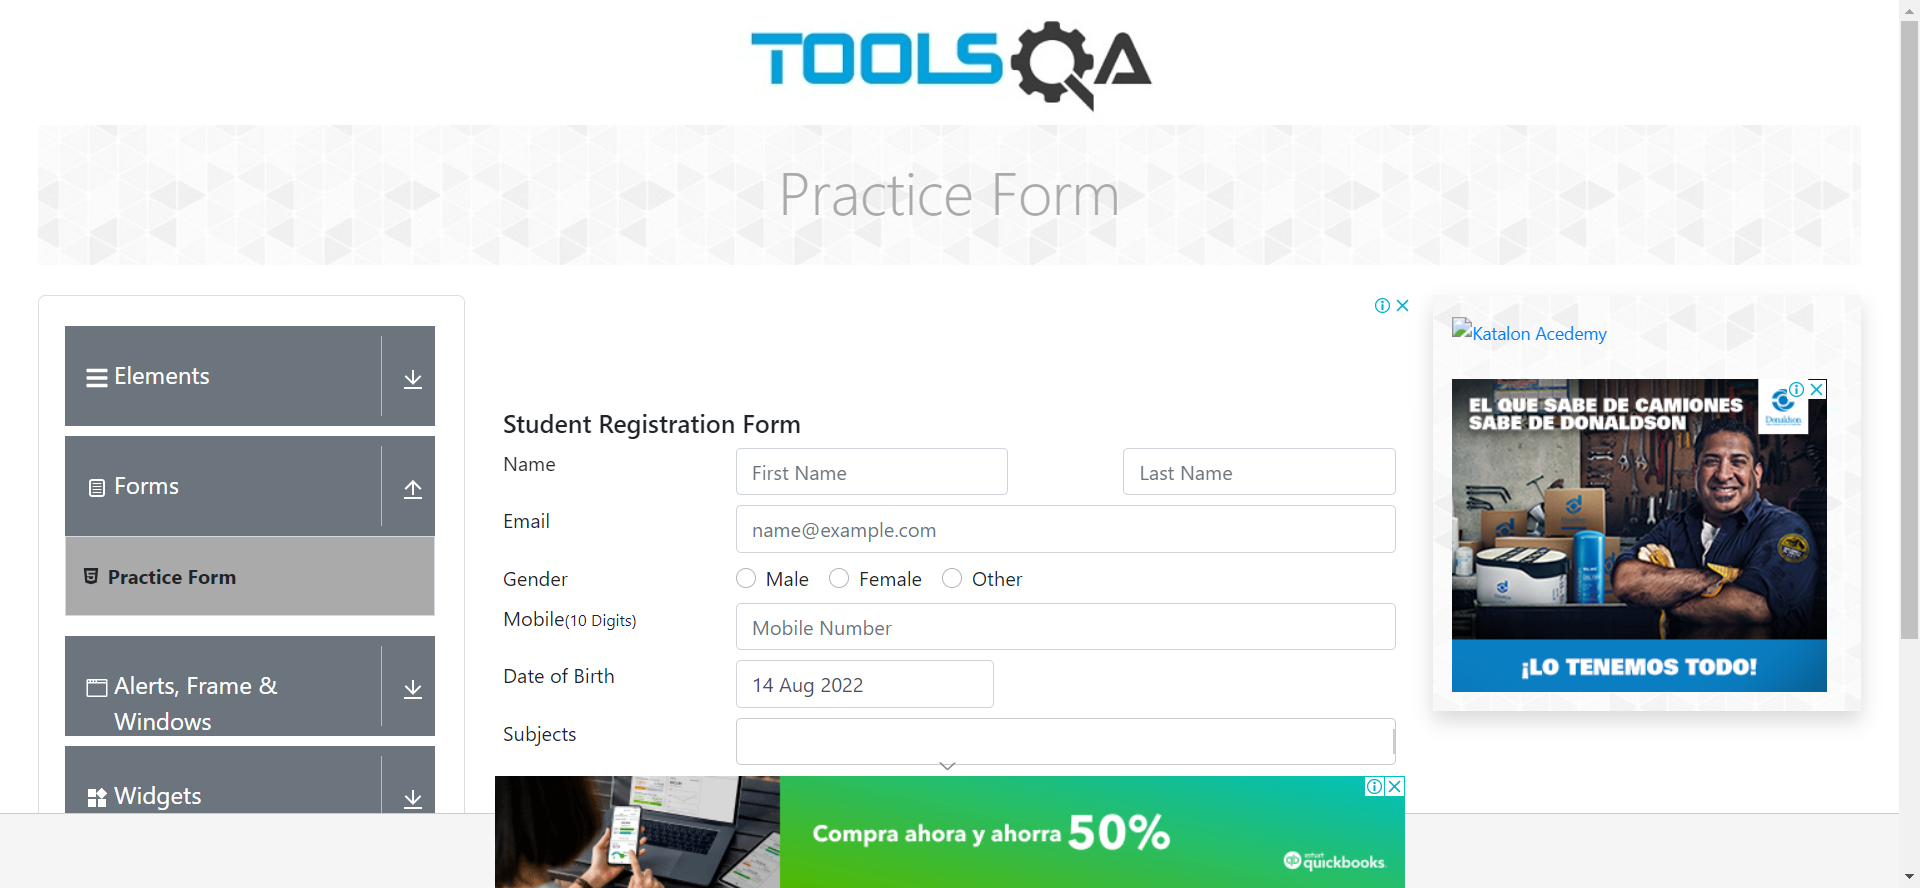 TOOLSQA
Practice Form
Elements
Forms
Practice Form
Alerts, Frame &
Windows
Widgets
Student Registration Form
Name
First Name
Last Name
Email
name@example.com
Gender
Male
Female
Other
Mobile(10 Digits)
Mobile Number
Date of Birth
14 Aug 2022
Subjects
Katalon Acedemy
EL QUE SABE DE CAMIONES
SABE DE DONALDSON
Donaldson
¡LO TENEMOS TODO!
Compra ahora y ahorra 50%
intuit
quickbooks.